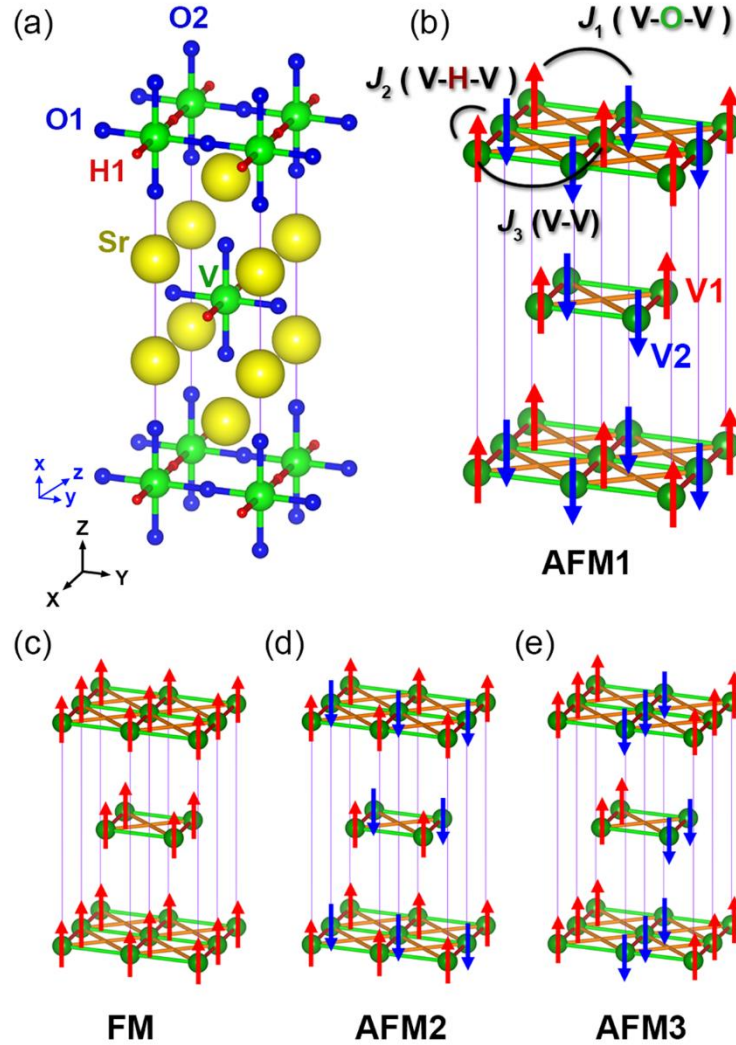 (a)
O2
O1
H1
Sr
V
x
z
y
Z
Y
X
(b)
J1 ( V-O-V )
J2 ( V-H-V )
J3 (V-V)
V1
V2
AFM1
(c)
FM
(d)
AFM2
(e)
AFM3